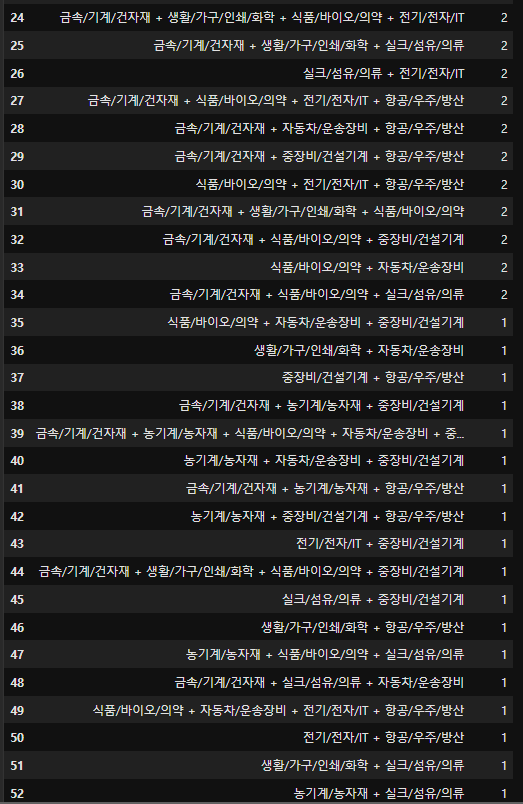 24 금속/기계/건자재 + 생활/가구/인쇄/화학 + 식품/바이오/의약 + 전기/전자/IT 2
25 금속/기계/건자재 + 생활/가구/인쇄/화학 + 실크/섬유/의류 2
26 실크/섬유/의류 + 전기/전자/IT 2
27 금속/기계/건자재 + 식품/바이오/의약 + 전기/전자/IT + 항공/우주/방산 2
28 금속/기계/건자재 + 자동차/운송장비 + 항공/우주/방산 2
29 금속/기계/건자재 + 중장비/건설기계 + 항공/우주/방산 2
30 식품/바이오/의약 + 전기/전자/IT + 항공/우주/방산 2
31 금속/기계/건자재 + 생활/가구/인쇄/화학 + 식품/바이오/의약 2
32 금속/기계/건자재 + 식품/바이오/의약 + 중장비/건설기계 2
33 식품/바이오/의약 + 자동차/운송장비 2
34 금속/기계/건자재 + 식품/바이오/의약 + 실크/섬유/의류 2
35 식품/바이오/의약 + 자동차/운송장비 + 중장비/건설기계 1
36 생활/가구/인쇄/화학 + 자동차/운송장비 1
37 중장비/건설기계 + 항공/우주/방산 1
38 금속/기계/건자재 + 농기계/농자재 + 중장비/건설기계 1
39 금속/기계/건자재 + 농기계/농자재 + 식품/바이오/의약 + 자동차/운송장비 + 중... 1
40 농기계/농자재 + 자동차/운송장비 + 중장비/건설기계 1
41 금속/기계/건자재 + 농기계/농자재 + 항공/우주/방산 1
42 농기계/농자재 + 중장비/건설기계 + 항공/우주/방산 1
43 전기/전자/IT + 중장비/건설기계 1
44 금속/기계/건자재 + 생활/가구/인쇄/화학 + 식품/바이오/의약 + 중장비/건설기계 1
45 실크/섬유/의류 + 중장비/건설기계 1
46 생활/가구/인쇄/화학 + 항공/우주/방산 1
47 농기계/농자재 + 식품/바이오/의약 + 실크/섬유/의류 1
48 금속/기계/건자재 + 실크/섬유/의류 + 자동차/운송장비 1
49 식품/바이오/의약 + 자동차/운송장비 + 전기/전자/IT + 항공/우주/방산 1
50 전기/전자/IT + 항공/우주/방산 1
51 생활/가구/인쇄/화학 + 실크/섬유/의류 1
52 농기계/농자재 + 실크/섬유/의류 1